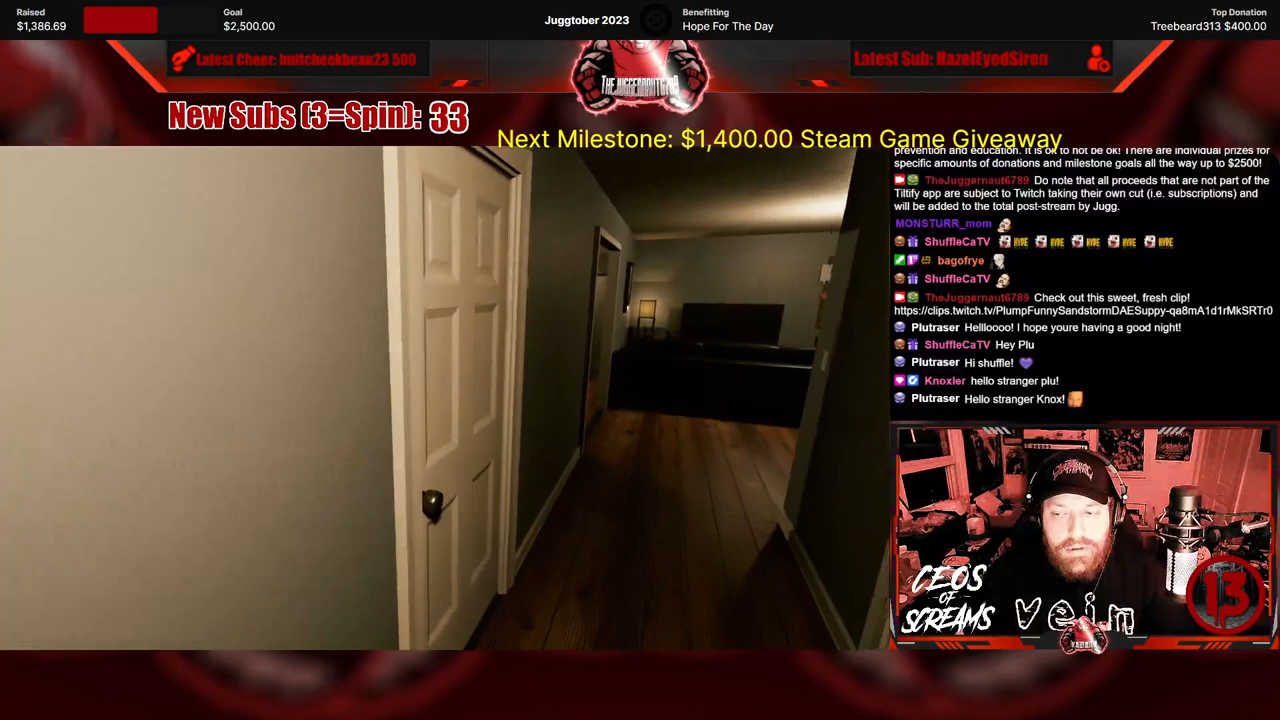 Raised
$1,386.69
Goal
$2,500.00
Juggtober 2023
Benefitting
Hope For The Day
Top Donation
Treebeard313 $400.00
Latest Cheer: buttcheekbeau23 500
THEJUGGERNAUT6789
Latest Sub: HazelEyedSiren
New Subs (3=Spin): 33
Next Milestone: $1,400.00 Steam Game Giveaway
prevention and education. It is ok to not be ok! There are individual prizes for
specific amounts of donations and milestone goals all the way up to $2500!
TheJuggernaut6789 Do note that all proceeds that are not part of the
Tiltify app are subject to Twitch taking their own cut (i.e. subscriptions) and
will be added to the total post-stream by Jugg.
MONSTURR_mom
ShuffleCaTV HYPE HYPE HYPE HYPE HYPE
bagofrye
ShuffleCaTV
TheJuggernaut6789 Check out this sweet, fresh clip!
https://clips.twitch.tv/PlumpFunnySandstormDAESuppy-qa8mA1d1rMkSRTr0
Plutraser Hellloooo! I hope youre having a good night!
ShuffleCaTV Hey Plu
Plutraser Hi shuffle!
Knoxler hello stranger plu!
Plutraser Hello stranger Knox!
CEOS
OF
SCREAMS
vein
13